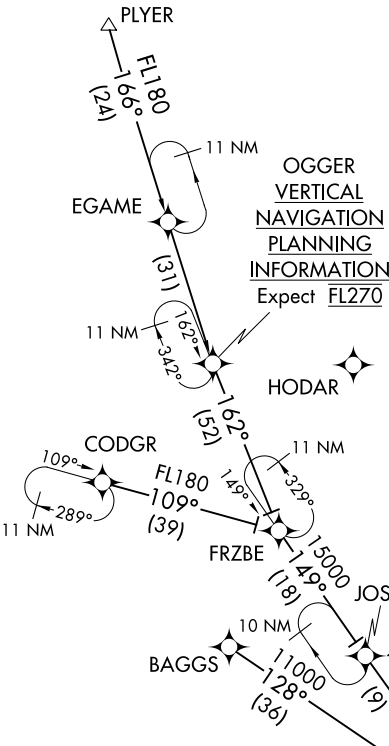 PLYER
FL180
166°
(24)
11 NM
EGAME
OGGER
VERTICAL
NAVIGATION
PLANNING
INFORMATION
Expect FL270
(31)
11 NM
162°
342°
HODAR
162°
(52)
CODGR
109°
289°
11 NM
FL180
109°
(39)
11 NM
149°
329°
FRZBE
15000
149°
(18)
JOS
10 NM
BAGGS
11000
128°
(36)
(9)